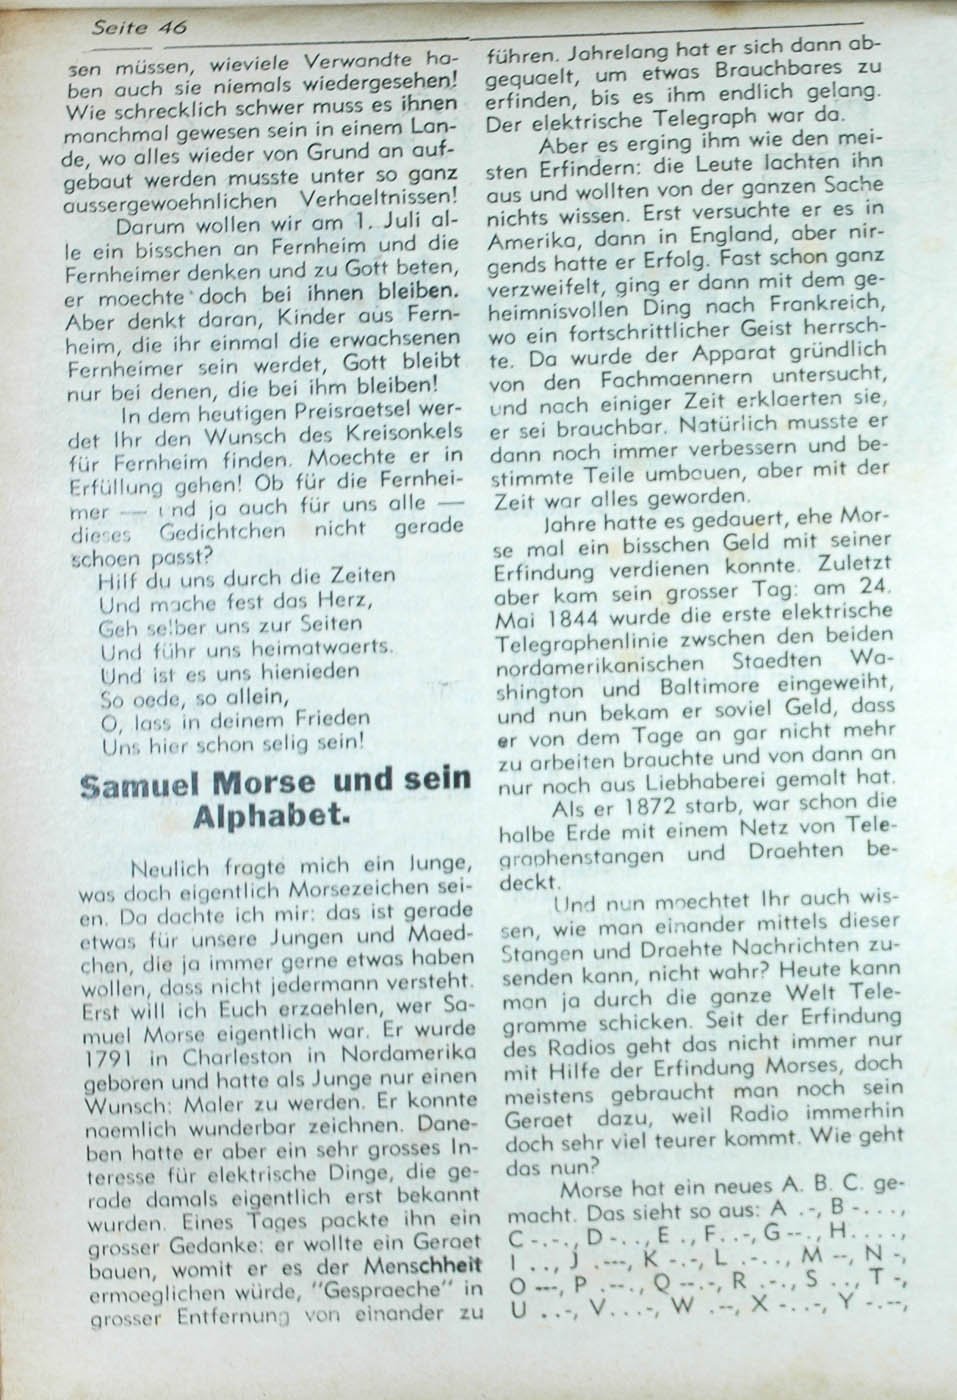 Seite 46
sen müssen, wieviele Verwandte ha-
ben auch sie niemals wiedergesehen!
Wie schrecklich schwer muss es ihnen
manchmal gewesen sein in einem Lan-
de, wo alles wieder von Grund an auf-
gebaut werden musste unter so ganz
aussergewoehnlichen Verhaeltnissen!
Darum wollen wir am 1. Juli al-
le ein bisschen an Fernheim und die
Fernheimer denken und zu Gott beten,
er moechte doch bei ihnen bleiben.
Aber denkt daran, Kinder aus Fern-
heim, die ihr einmal die erwachsenen
Fernheimer sein werdet, Gott bleibt
nur bei denen, die bei ihm bleiben!
In dem heutigen Preisraetsel wer-
det Ihr den Wunsch des Kreisonkels
für Fernheim finden. Moechte er in
Erfüllung gehen! Ob für die Fernhei-
mer — und ja auch für uns alle —
dieses Gedichtchen nicht gerade
schoen passt?
Hilf du uns durch die Zeiten
Und mache fest das Herz,
Geh selber uns zur Seiten
Und führ uns heimatwaerts.
Und ist es uns hienieden
So oede, so allein,
O, lass in deinem Frieden
Uns hier schon selig sein!
Samuel Morse und sein
Alphabet.
Neulich fragte mich ein Junge,
was doch eigentlich Morsezeichen sei-
en. Da dachte ich mir: das ist gerade
etwas für unsere Jungen und Maed-
chen, die ja immer gerne etwas haben
wollen, dass nicht jedermann versteht.
Erst will ich Euch erzaehlen, wer Sa-
muel Morse eigentlich war. Er wurde
1791 in Charleston in Nordamerika
geboren und hatte als Junge nur einen
Wunsch: Maler zu werden. Er konnte
naemlich wunderbar zeichnen. Dane-
ben hatte er aber ein sehr grosses In-
teresse für elektrische Dinge, die ge-
rade damals eigentlich erst bekannt
wurden. Eines Tages packte ihn ein
grosser Gedanke: er wollte ein Geraet
bauen, womit er es der Menschheit
ermoeglichen würde, "Gespraeche" in
grosser Entfernung von einander zu
führen. Jahrelang hat er sich dann ab-
gequaelt, um etwas Brauchbares zu
erfinden, bis es ihm endlich gelang.
Der elektrische Telegraph war da.
Aber es erging ihm wie den mei-
sten Erfindern: die Leute lachten ihn
aus und wollten von der ganzen Sache
nichts wissen. Erst versuchte er es in
Amerika, dann in England, aber nir-
gends hatte er Erfolg. Fast schon ganz
verzweifelt, ging er dann mit dem ge-
heimnisvollen Ding nach Frankreich,
wo ein fortschrittlicher Geist herrsch-
te. Da wurde der Apparat gründlich
von den Fachmaennern untersucht,
und nach einiger Zeit erklaerten sie,
er sei brauchbar. Natürlich musste er
dann noch immer verbessern und be-
stimmte Teile umbauen, aber mit der
Zeit war alles geworden.
Jahre hatte es gedauert, ehe Mor-
se mal ein bisschen Geld mit seiner
Erfindung verdienen konnte. Zuletzt
aber kam sein grosser Tag: am 24.
Mai 1844 wurde die erste elektrische
Telegraphenlinie zwschen den beiden
nordamerikanischen Staedten Wa-
shington und Baltimore eingeweiht,
und nun bekam er soviel Geld, dass
er von dem Tage an gar nicht mehr
zu arbeiten brauchte und von dann an
nur noch aus Liebhaberei gemalt hat.
Als er 1872 starb, war schon die
halbe Erde mit einem Netz von Tele-
graphenstangen und Draehten be-
deckt.
Und nun moechtet Ihr auch wis-
sen, wie man einander mittels dieser
Stangen und Draehte Nachrichten zu-
senden kann, nicht wahr? Heute kann
man ja durch die ganze Welt Tele-
gramme schicken. Seit der Erfindung
des Radios geht das nicht immer nur
mit Hilfe der Erfindung Morses, doch
meistens gebraucht man noch sein
Geraet dazu, weil Radio immerhin
doch sehr viel teurer kommt. Wie geht
das nun?
Morse hat ein neues A. B. C. ge-
macht. Das sieht so aus: A .-, B -...,
C -.-., D -.., E ., F..-., G --., H....,
I .., J .---, K -.-, L .-.., M --, N -,
O ---, P .--., Q --.-, R .-., S .., T -,
U ..-, V...-, W .--, X -..-, Y -.--,